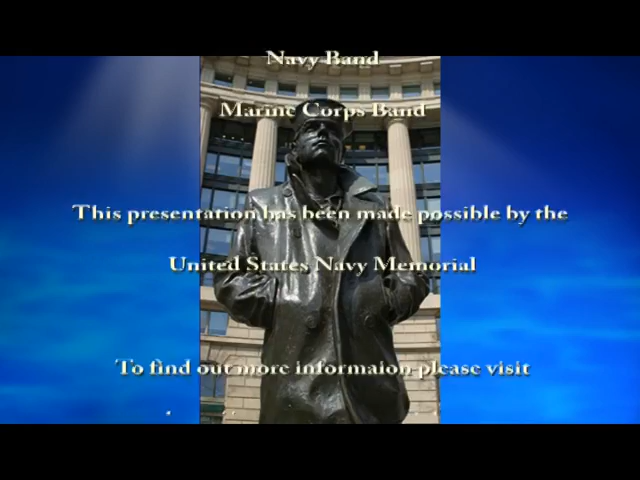 Navy Band
Marine Corps Band
This presentation has been made possible by the
United States Navy Memorial
To find out more informaion please visit